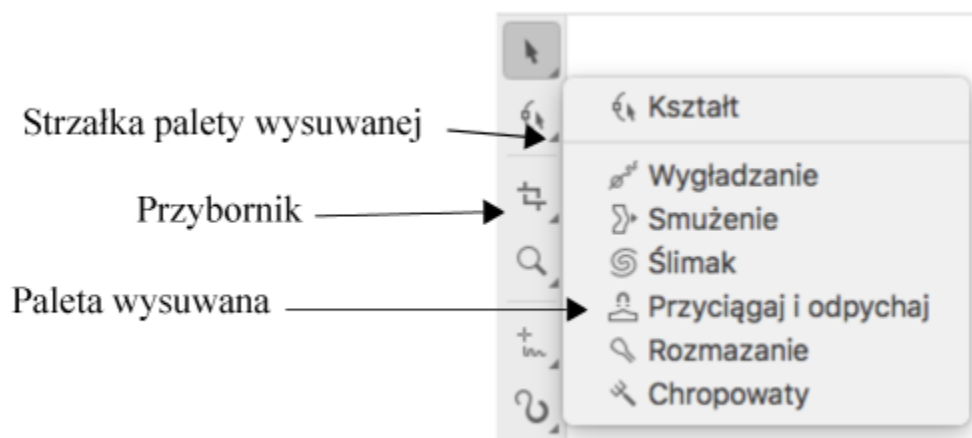 Strzałka palety wysuwanej
Przybornik
Paleta wysuwana
Kształt
Wygładzanie
Smużenie
Ślimak
Przyciągaj i odpychaj
Rozmazanie
Chropowaty